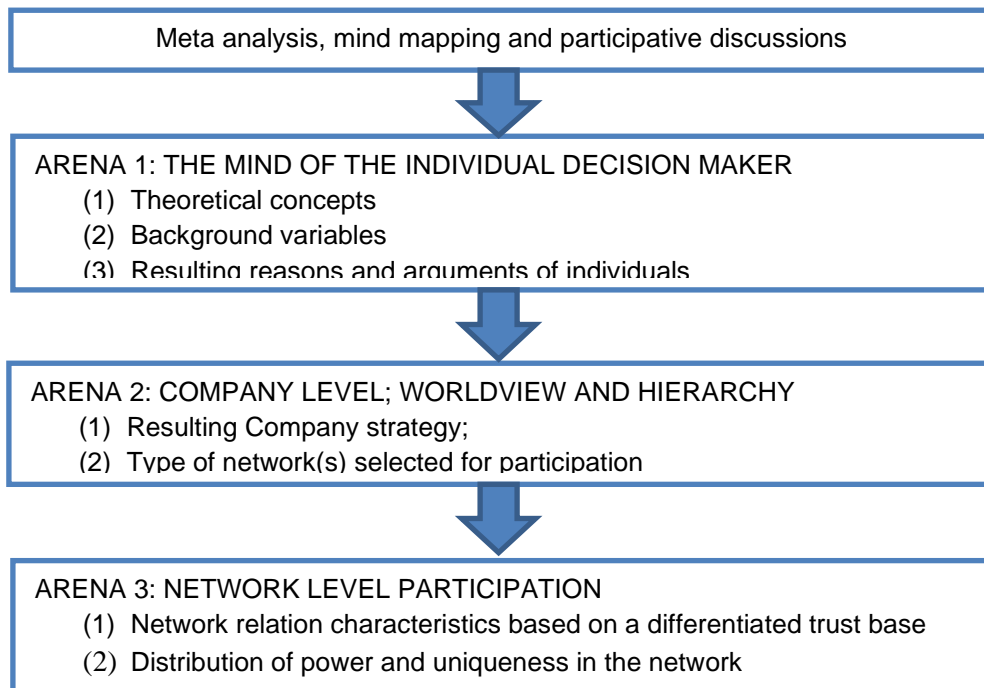 Meta analysis, mind mapping and participative discussions
ARENA 1: THE MIND OF THE INDIVIDUAL DECISION MAKER
(1) Theoretical concepts
(2) Background variables
(3) Resulting reasons and arguments of individuals
ARENA 2: COMPANY LEVEL; WORLDVIEW AND HIERARCHY
(1) Resulting Company strategy;
(2) Type of network(s) selected for participation
ARENA 3: NETWORK LEVEL PARTICIPATION
(1) Network relation characteristics based on a differentiated trust base
(2) Distribution of power and uniqueness in the network